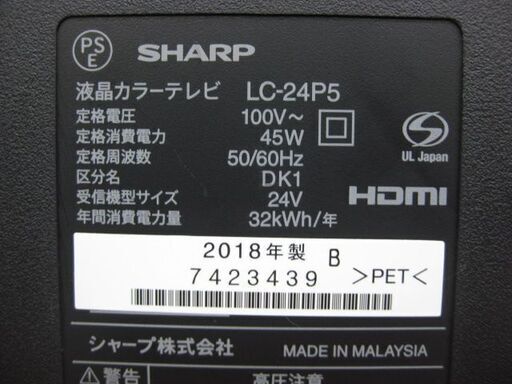 PS E
SHARP
液晶カラーテレビ LC-24P5
定格電圧 100V～
定格消費電力 45W
定格周波数 50/60Hz
区分名 DK1
受信機型サイズ 24V
年間消費電力量 32kWh/年
UL Japan
HDMI
2018年製 B
7423439
>PET<
シャープ株式会社 MADE IN MALAYSIA
警告 高圧注意